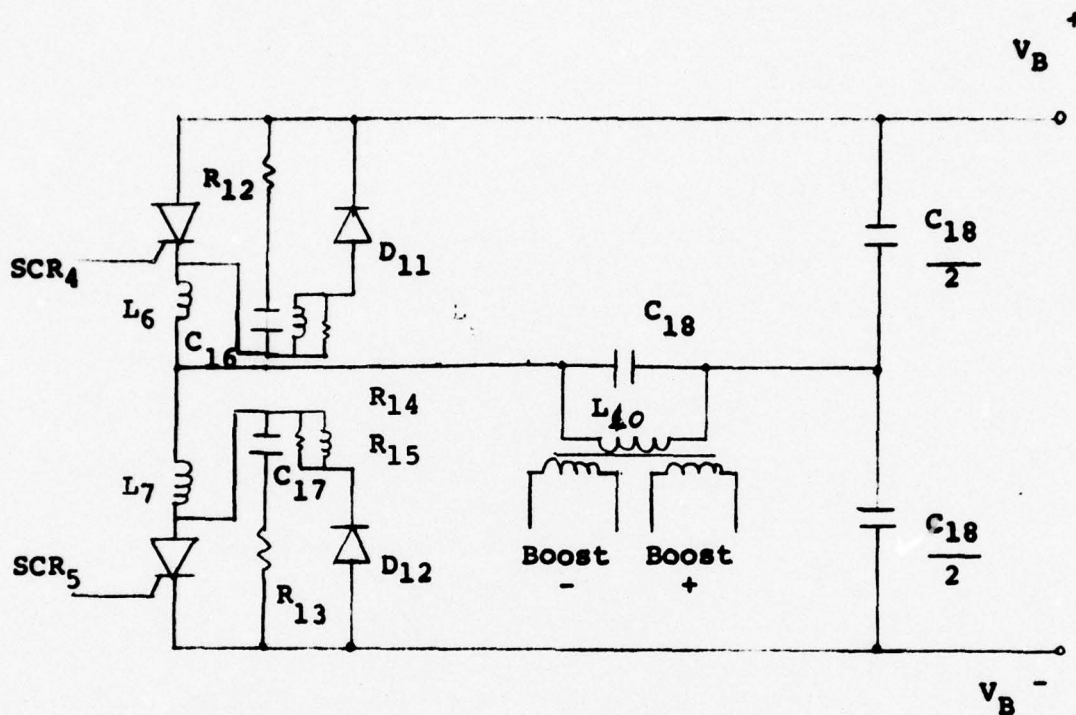 +
V_B
R_12
D_11
SCR_4
C_18
2
L_6
C_18
C_16
R_14
L_40
R_15
L_7
C_17
SCR_5
D_12
Boost
-
Boost
+
C_18
2
R_13
V_B -